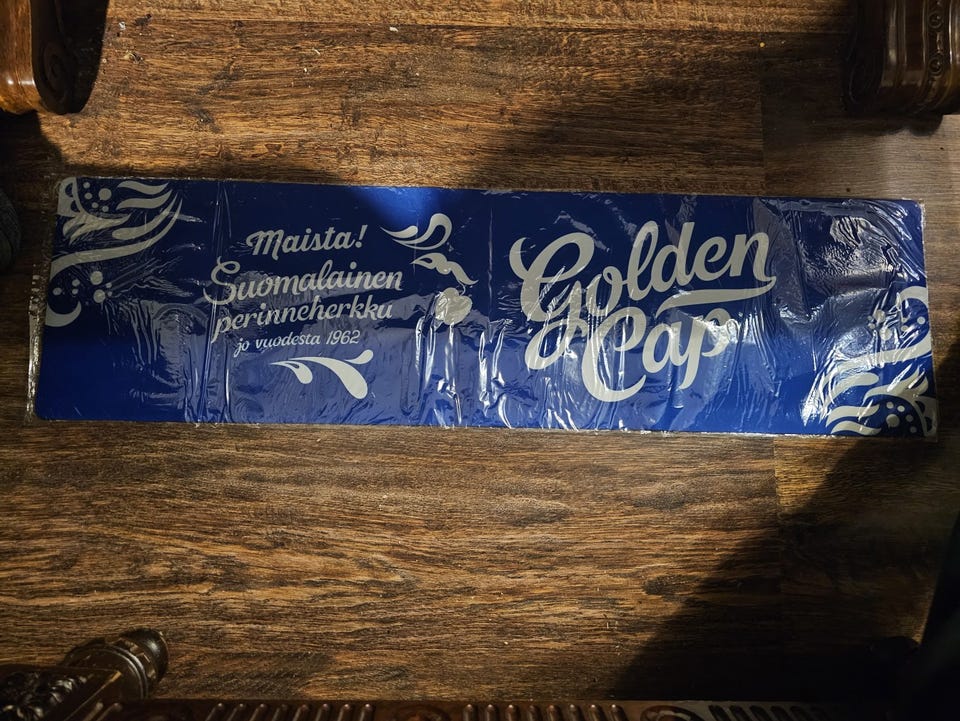 Maista!
Suomalainen
perinneherkku
jo vuodesta 1962
Golden
Cap